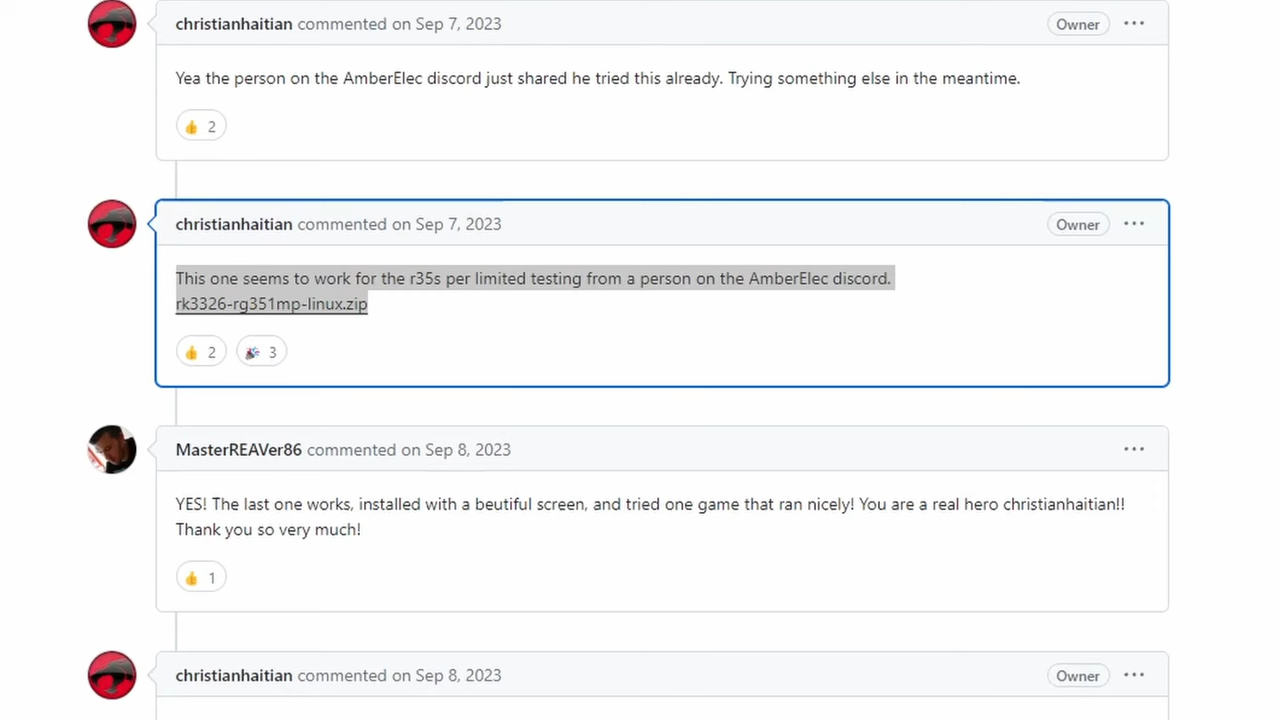 christianhaitian commented on Sep 7, 2023 Owner ...
Yea the person on the AmberElec discord just shared he tried this already. Trying something else in the meantime.
👍 2
christianhaitian commented on Sep 7, 2023 Owner ...
This one seems to work for the r35s per limited testing from a person on the AmberElec discord.
rk3326-rg351mp-linux.zip
👍 2 🎉 3
MasterREAVer86 commented on Sep 8, 2023 ...
YES! The last one works, installed with a beutiful screen, and tried one game that ran nicely! You are a real hero christianhaitian!!
Thank you so very much!
👍 1
christianhaitian commented on Sep 8, 2023 Owner ...